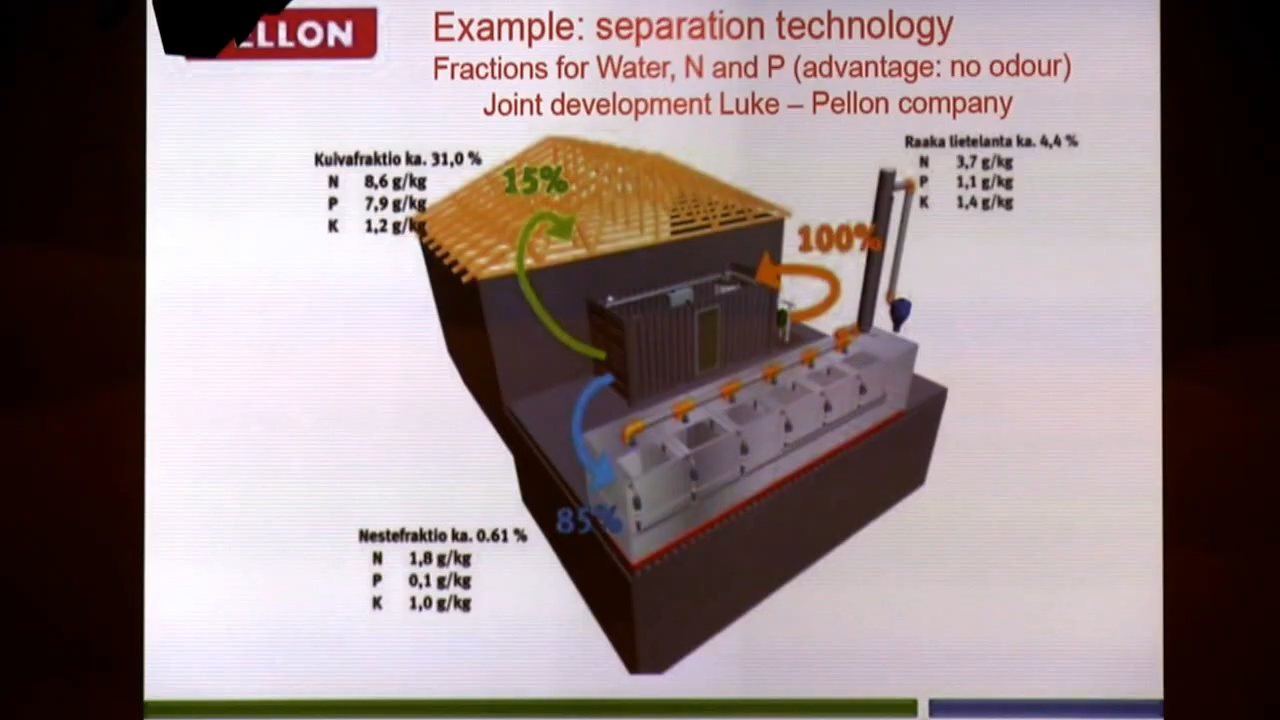 ELLON
Example: separation technology
Fractions for Water, N and P (advantage: no odour)
Joint development Luke – Pellon company
Kuivafraktio ka. 31,0 %
N 8,6 g/kg
P 7,9 g/kg
K 1,2 g/kg
15%
Raaka lietelanta ka. 4,4 %
N 3,7 g/kg
P 1,1 g/kg
K 1,4 g/kg
100%
85%
Nestefraktio ka. 0.61 %
N 1,8 g/kg
P 0,1 g/kg
K 1,0 g/kg